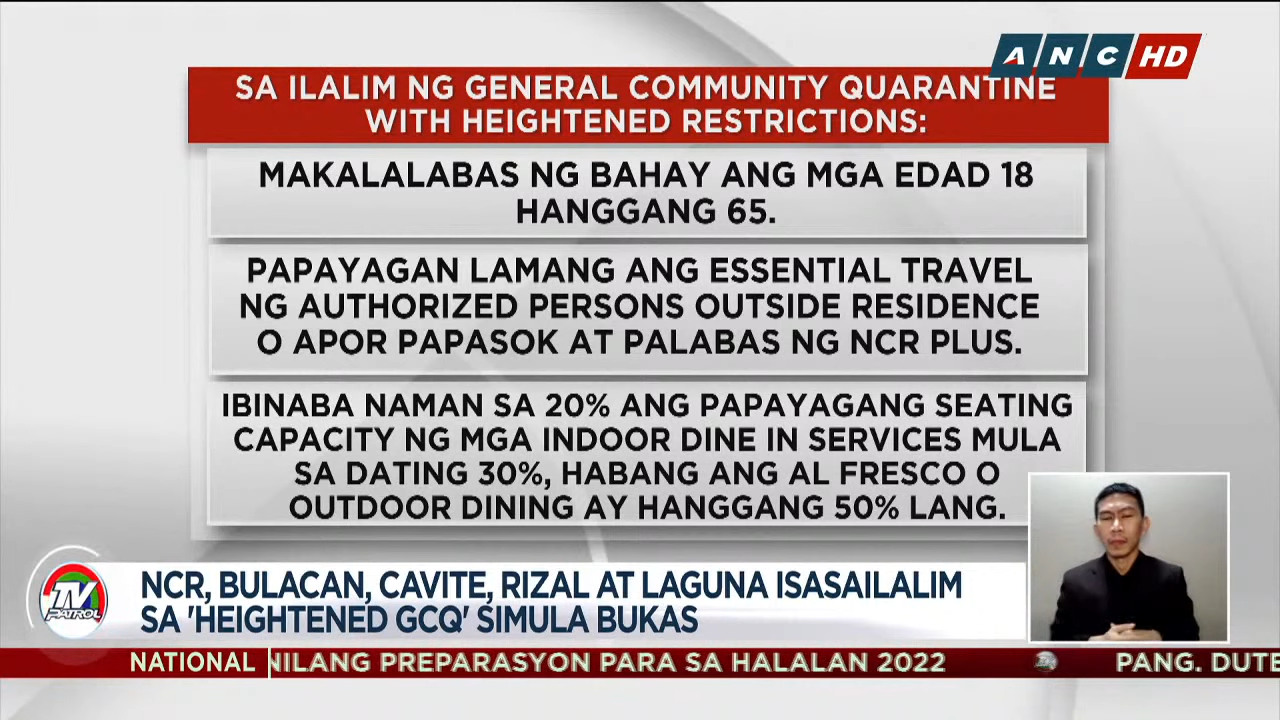 ANC HD
SA ILALIM NG GENERAL COMMUNITY QUARANTINE
WITH HEIGHTENED RESTRICTIONS:
MAKALALABAS NG BAHAY ANG MGA EDAD 18
HANGGANG 65.
PAPAYAGAN LAMANG ANG ESSENTIAL TRAVEL
NG AUTHORIZED PERSONS OUTSIDE RESIDENCE
O APOR PAPASOK AT PALABAS NG NCR PLUS.
IBINABA NAMAN SA 20% ANG PAPAYAGANG SEATING
CAPACITY NG MGA INDOOR DINE IN SERVICES MULA
SA DATING 30%, HABANG ANG AL FRESCO O
OUTDOOR DINING AY HANGGANG 50% LANG.
TV PATROL
NCR, BULACAN, CAVITE, RIZAL AT LAGUNA ISASAILALIM
SA 'HEIGHTENED GCQ' SIMULA BUKAS
NATIONAL NILANG PREPARASYON PARA SA HALALAN 2022 PANG. DUTE